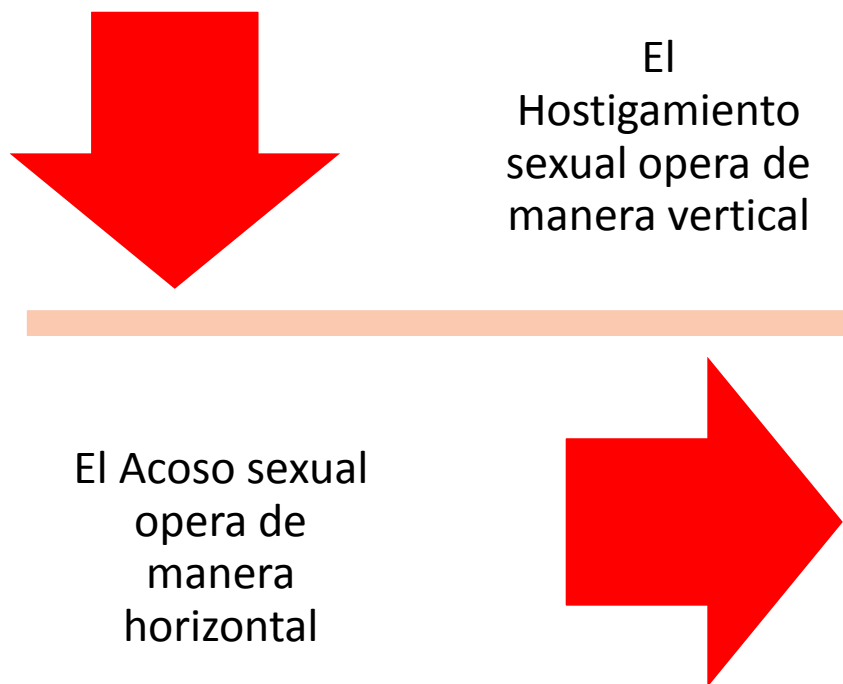 El
Hostigamiento
sexual opera de
manera vertical
El Acoso sexual
opera de
manera
horizontal